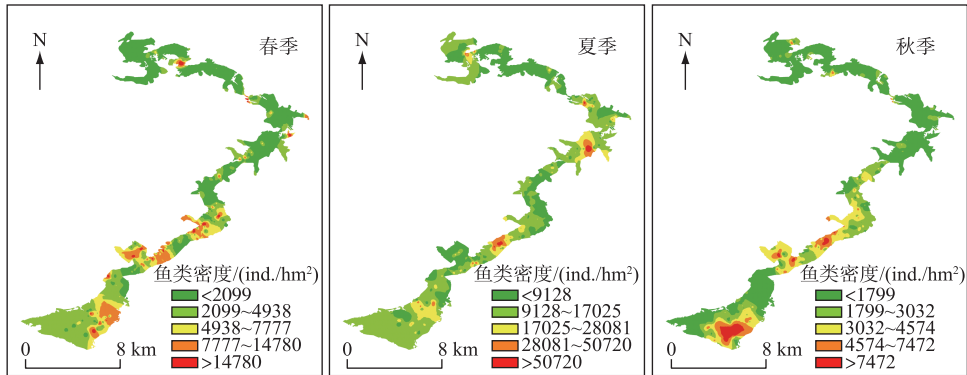 N
春季
鱼类密度/(ind./hm²)
<2099
2099~4938
4938~7777
7777~14780
>14780
0 8 km
N
夏季
鱼类密度/(ind./hm²)
<9128
9128~17025
17025~28081
28081~50720
>50720
0 8 km
N
秋季
鱼类密度/(ind./hm²)
<1799
1799~3032
3032~4574
4574~7472
>7472
0 8 km